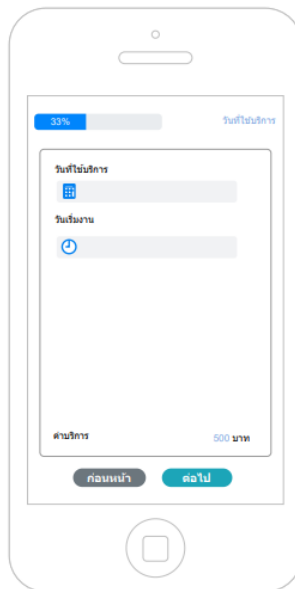 33%
วันที่ใช้บริการ
วันที่ใช้บริการ
วันเริ่มงาน
ค่าบริการ
500 บาท
ก่อนหน้า
ต่อไป